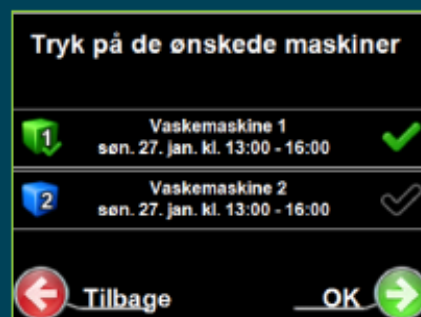 Tryk på de ønskede maskiner
1
Vaskemaskine 1
søn. 27. jan. kl. 13:00 - 16:00
2
Vaskemaskine 2
søn. 27. jan. kl. 13:00 - 16:00
Tilbage
OK